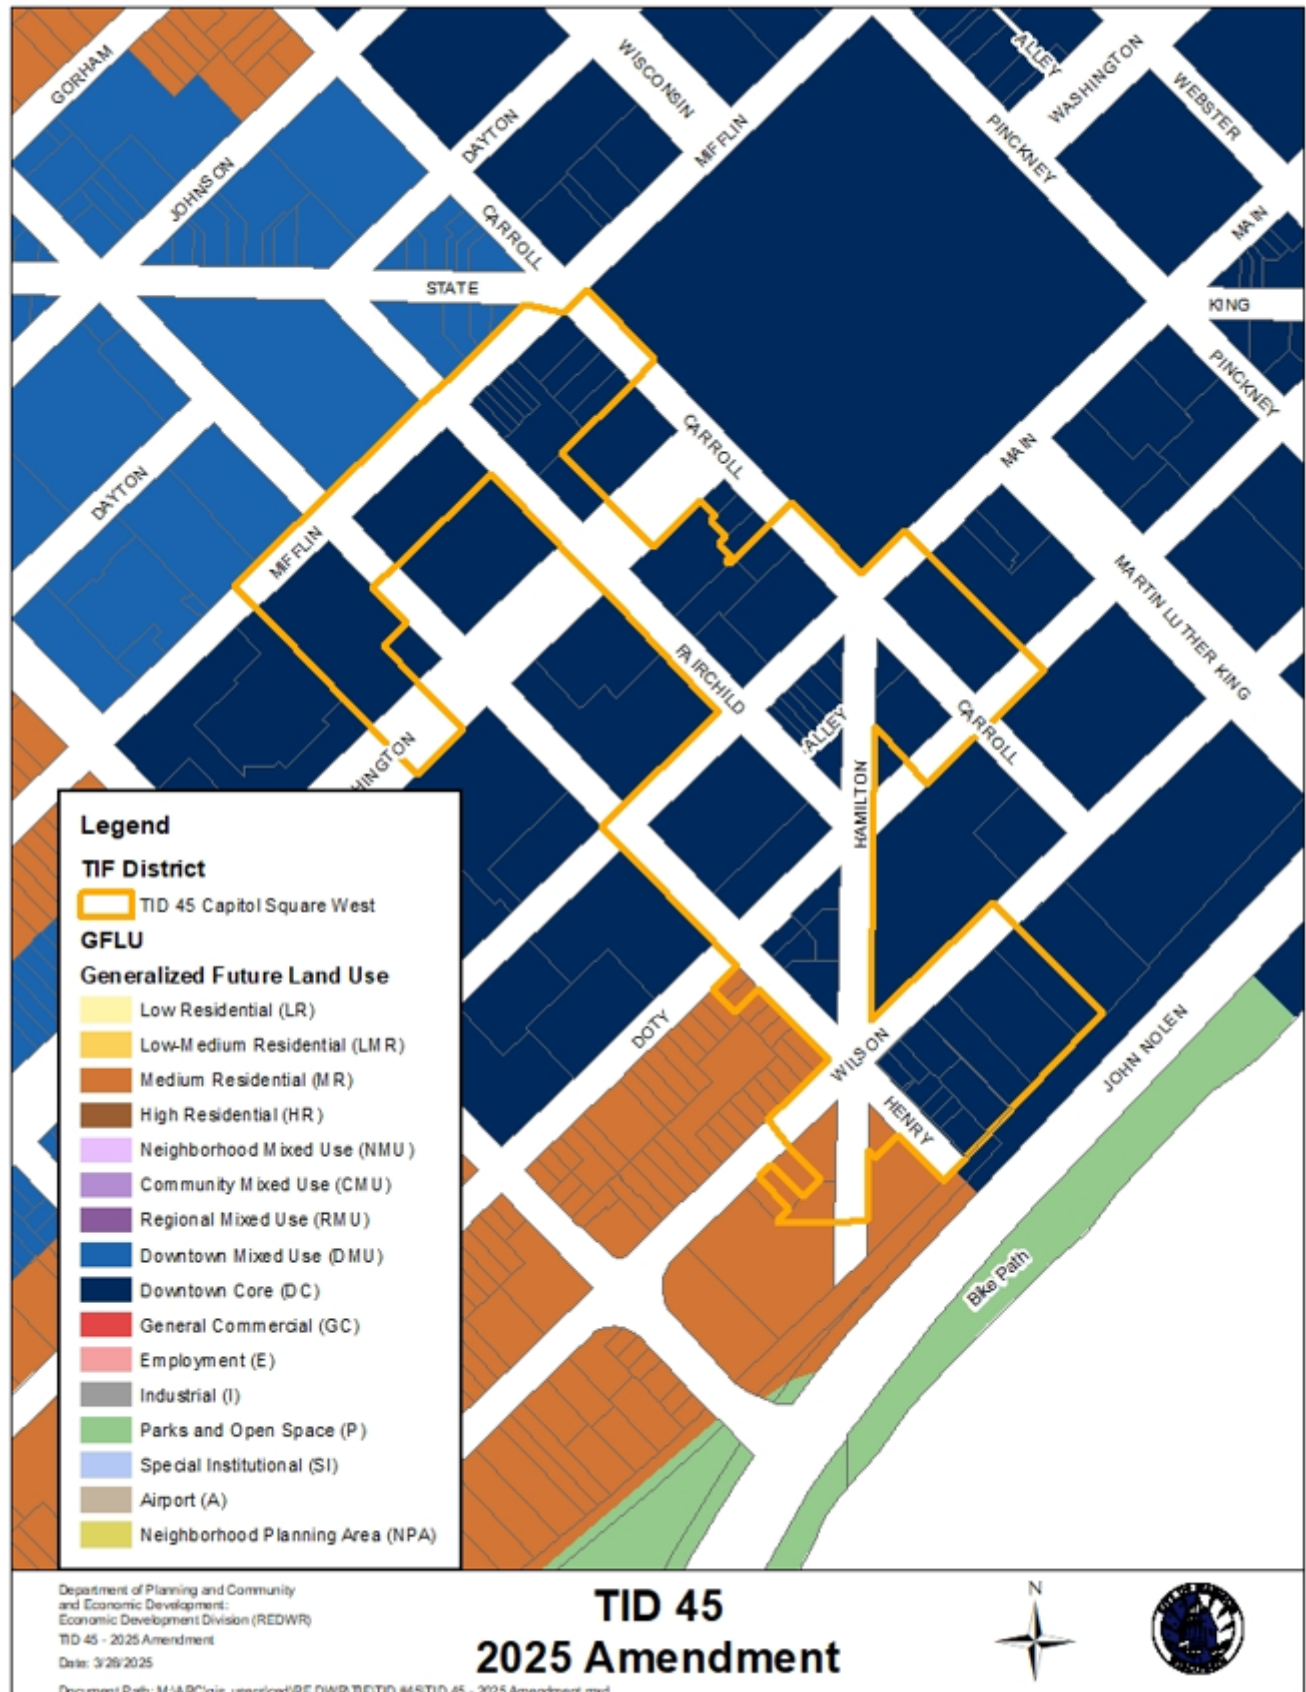 GORHAM
WISCONSIN
ALLEY
WASHINGTON
WEBSTER
DAYTON
MIFFLIN
PINCKNEY
JOHNSON
CARROLL
MAIN
STATE
KING
PINCKNEY
CARROLL
MAIN
DAYTON
MIFFLIN
MARTIN LUTHER KING
FAIRCHILD
CARROLL
ALLEY
HINGTON
HAMILTON
DOTY
WILSON
JOHN NOLEN
HENRY
Bike Path
Legend
TIF District
TID 45 Capitol Square West
GFLU
Generalized Future Land Use
Low Residential (LR)
Low-Medium Residential (LMR)
Medium Residential (MR)
High Residential (HR)
Neighborhood Mixed Use (NMU)
Community Mixed Use (CMU)
Regional Mixed Use (RMU)
Downtown Mixed Use (DMU)
Downtown Core (DC)
General Commercial (GC)
Employment (E)
Industrial (I)
Parks and Open Space (P)
Special Institutional (SI)
Airport (A)
Neighborhood Planning Area (NPA)
Department of Planning and Community
and Economic Development:
Economic Development Division (REDWR)
TID 45 - 2025 Amendment
Date: 3/28/2025
TID 45
2025 Amendment
N